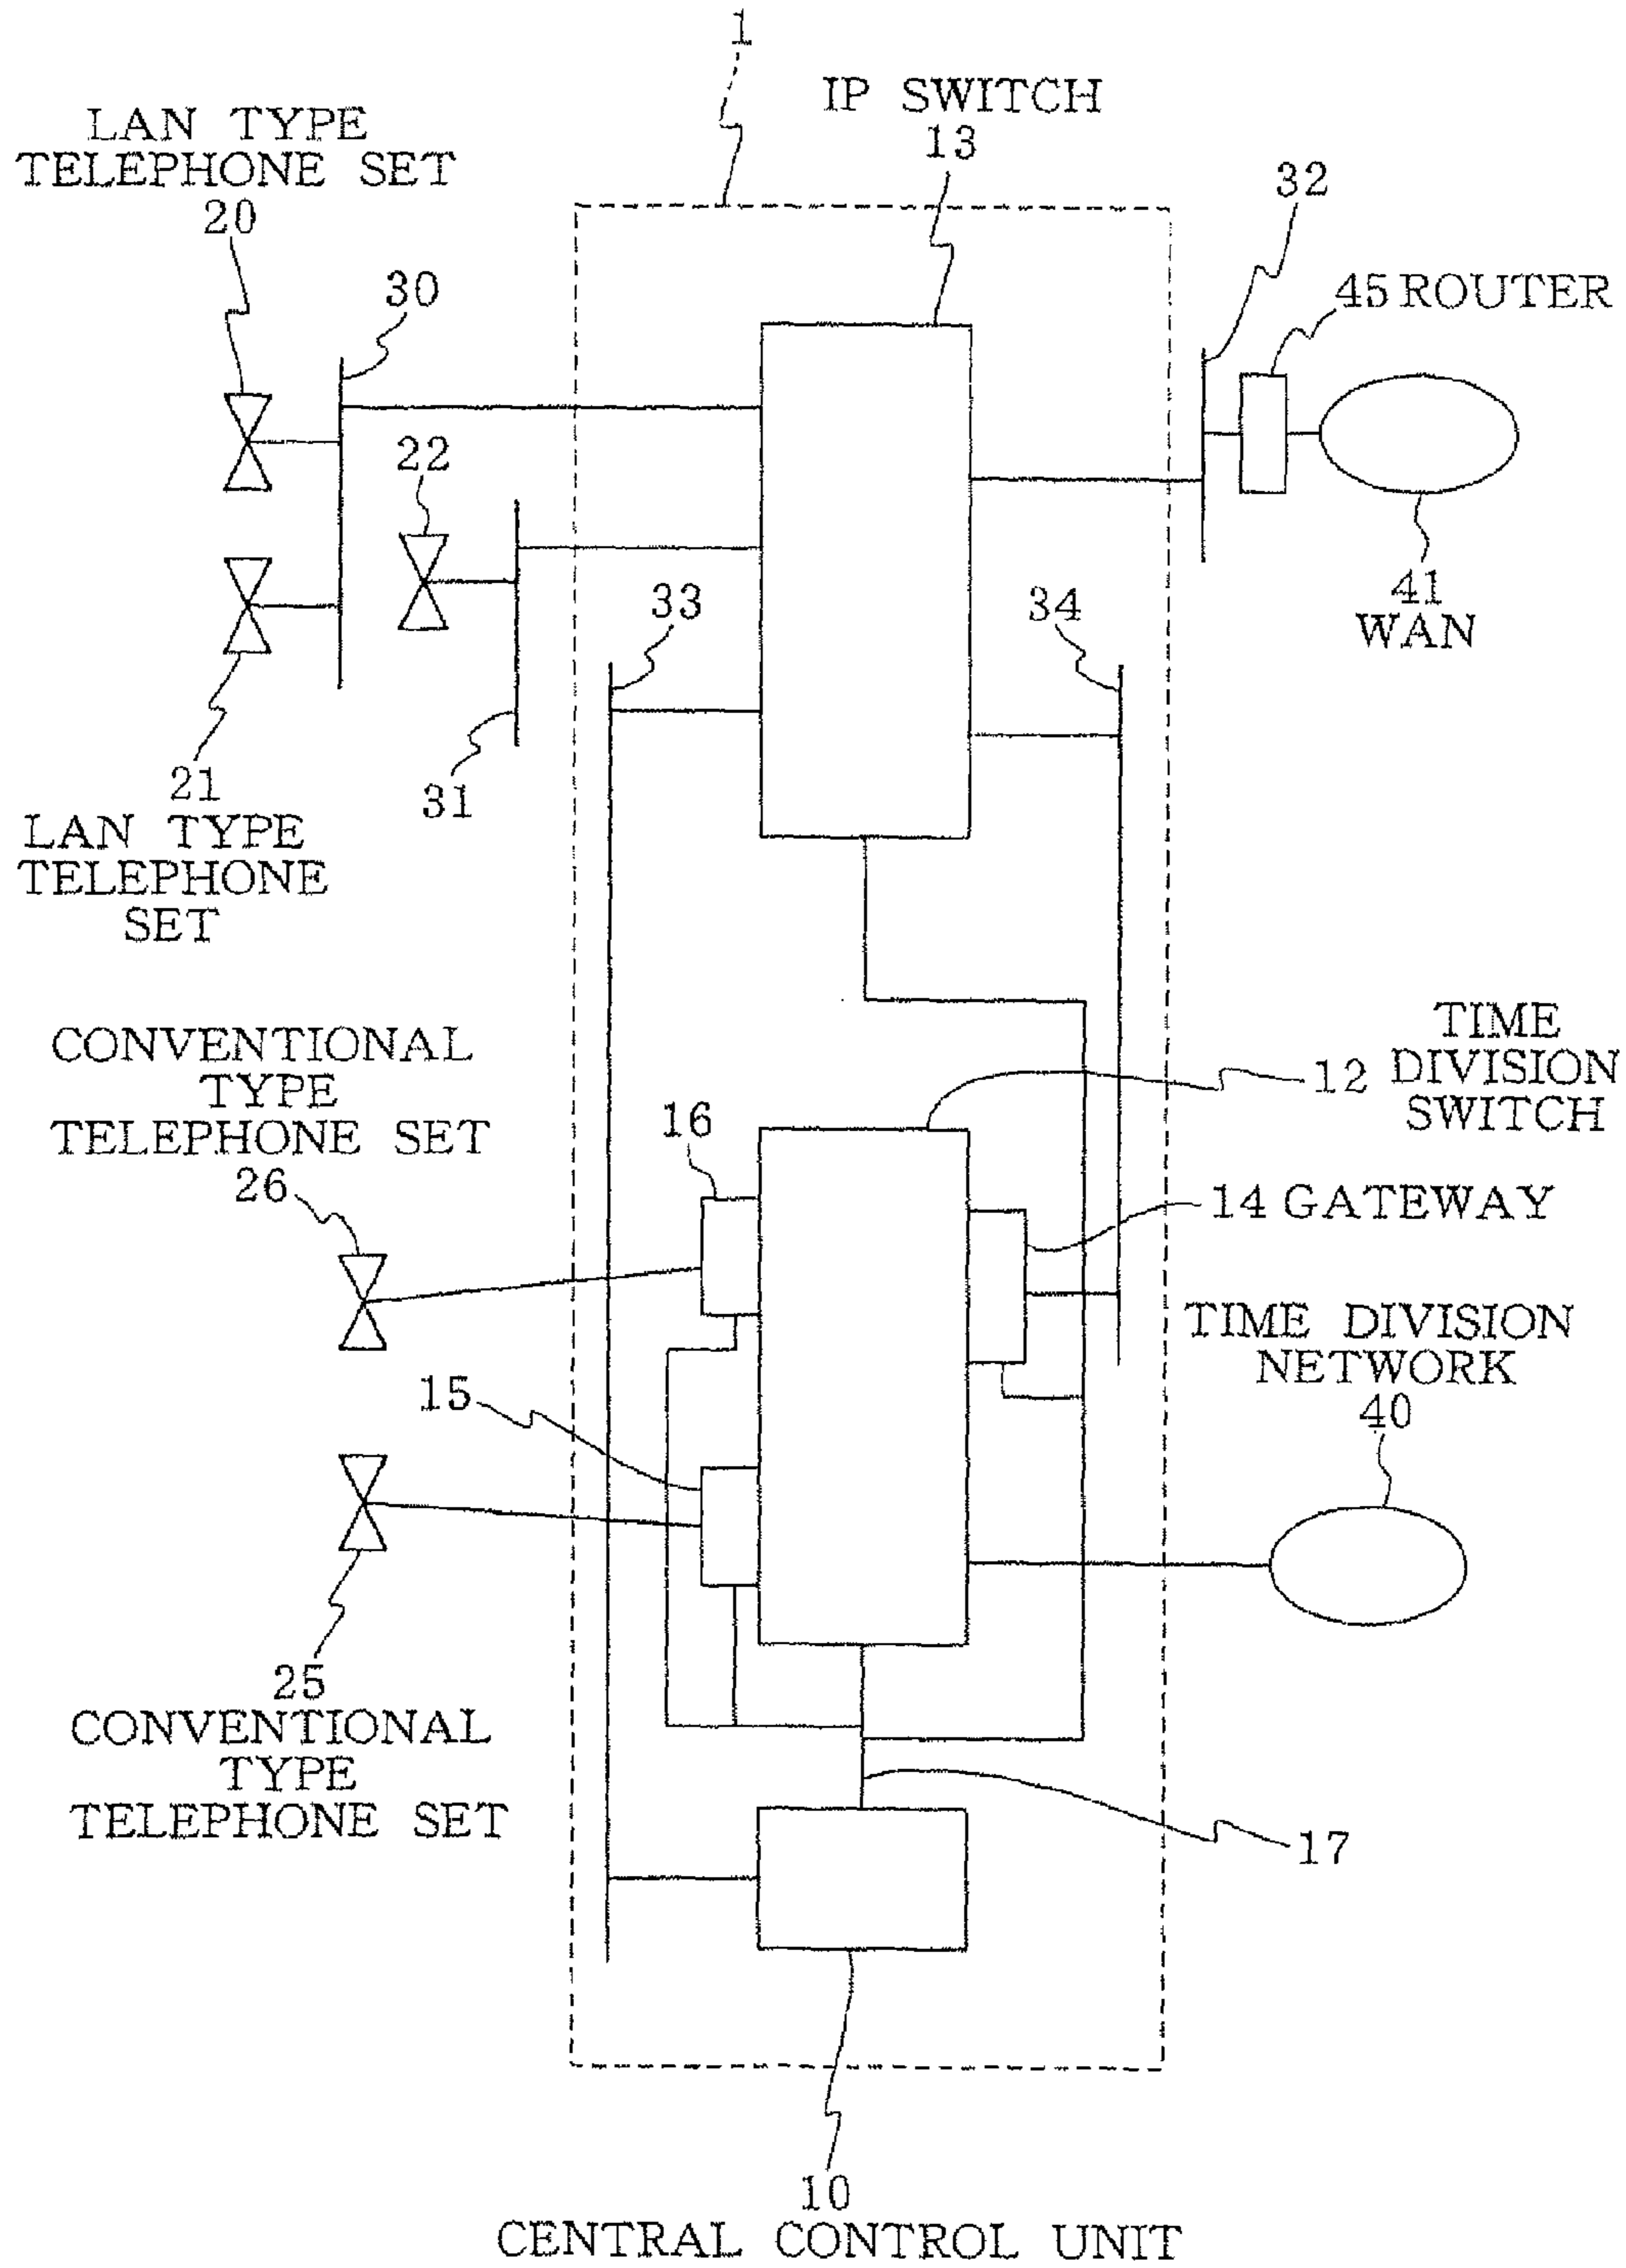 1
IP SWITCH
13
LAN TYPE
TELEPHONE SET
20
32
30
45 ROUTER
22
41
WAN
33
34
21
LAN TYPE
TELEPHONE
SET
31
TIME
12 DIVISION
SWITCH
CONVENTIONAL
TYPE
TELEPHONE SET
26
16
14 GATEWAY
TIME DIVISION
NETWORK
40
15
25
CONVENTIONAL
TYPE
TELEPHONE SET
17
10
CENTRAL CONTROL UNIT